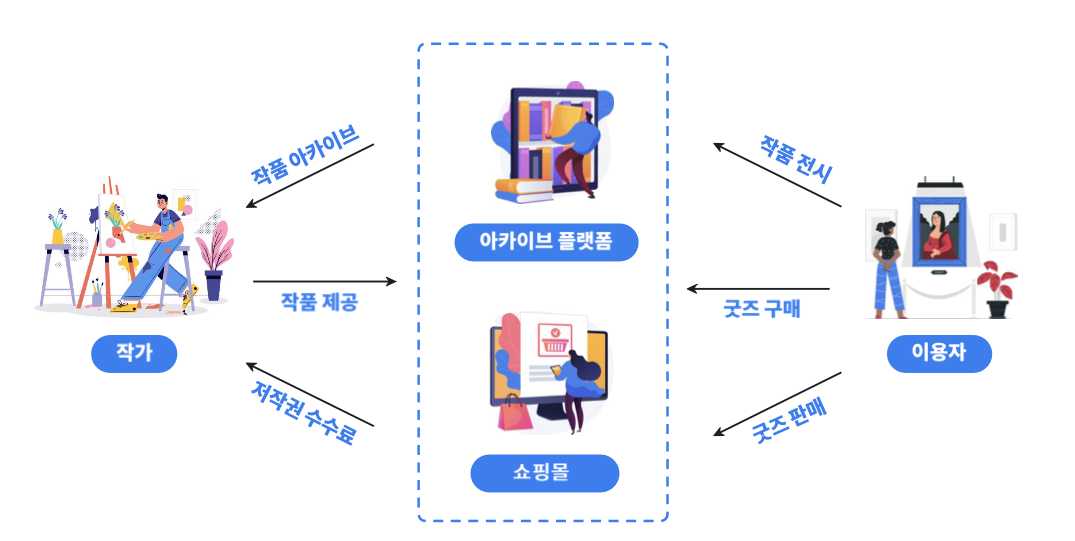 작품 아카이브
작품 전시
아카이브 플랫폼
작품 제공
굿즈 구매
작가
이용자
저작권 수수료
굿즈 판매
쇼핑몰